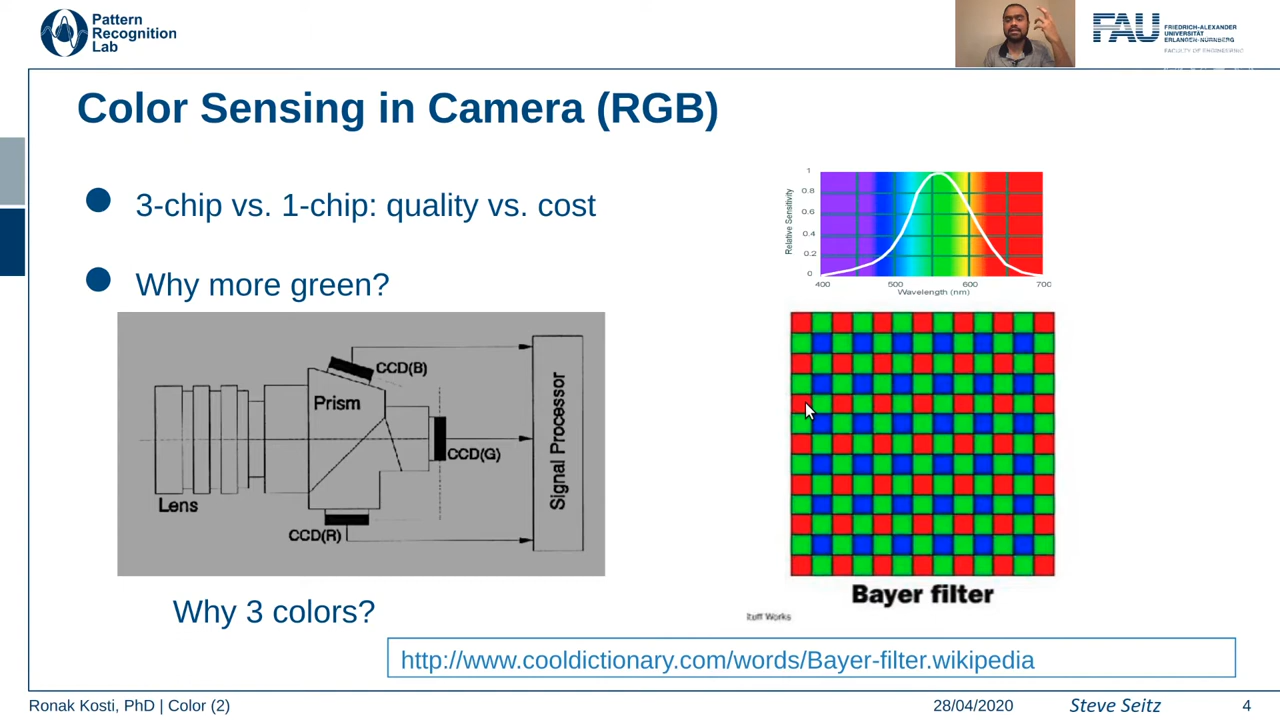 Pattern
Recognition
Lab
FAU
FRIEDRICH-ALEXANDER
UNIVERSITÄT
ERLANGEN-NÜRNBERG
FACULTY OF ENGINEERING
Color Sensing in Camera (RGB)
3-chip vs. 1-chip: quality vs. cost
Why more green?
Relative Sensitivity
1
0.8
0.6
0.4
0.2
0
400 500 600 700
Wavelength (nm)
Lens
Prism
CCD(B)
CCD(G)
CCD(R)
Signal Processor
Bayer filter
Stuff Works
Why 3 colors?
http://www.cooldictionary.com/words/Bayer-filter.wikipedia
Ronak Kosti, PhD | Color (2)
28/04/2020
Steve Seitz
4